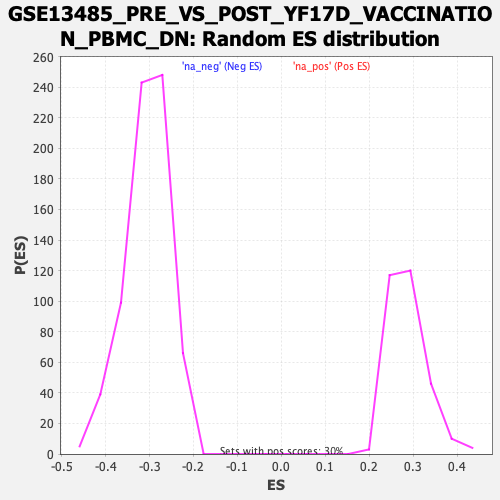 GSE13485_PRE_VS_POST_YF17D_VACCINATIO
N_PBMC_DN: Random ES distribution
'na_neg' (Neg ES) 'na_pos' (Pos ES)
260
240
220
200
180
160
140
120
100
80
60
40
20
0
P(ES)
Sets with pos scores: 30%
-0.5 -0.4 -0.3 -0.2 -0.1 0.0 0.1 0.2 0.3 0.4
ES